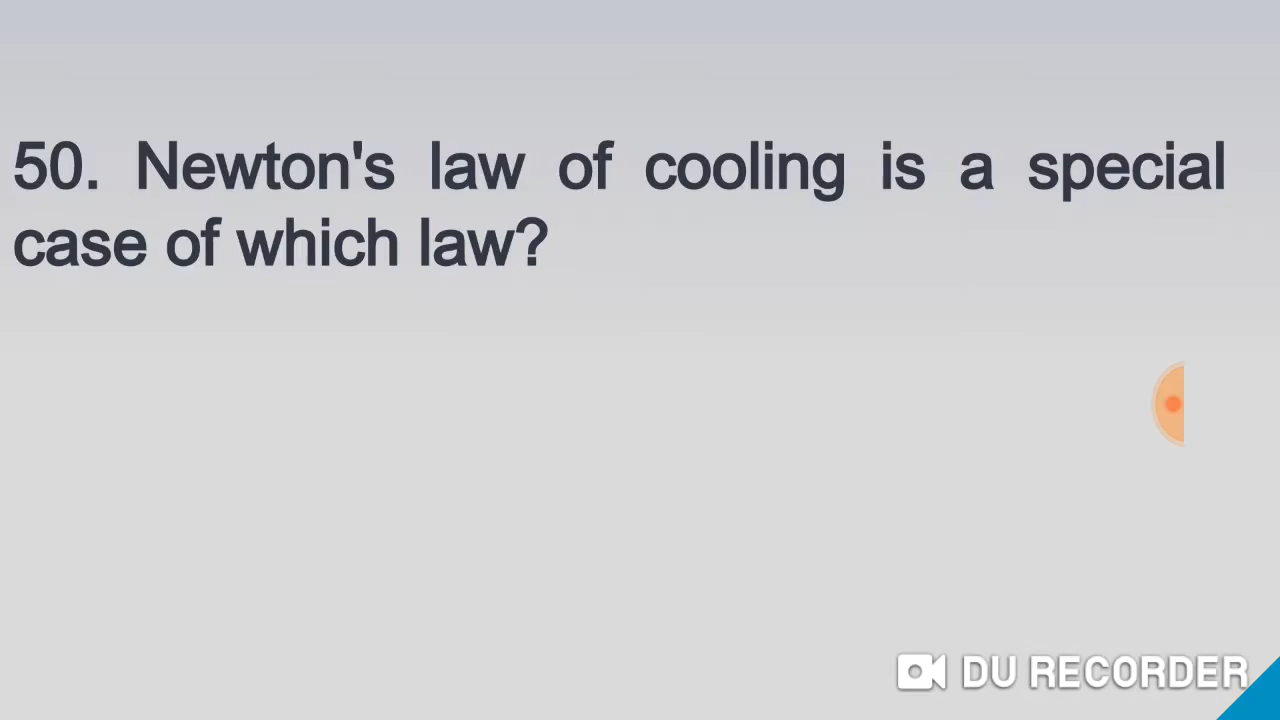 50. Newton's law of cooling is a special
case of which law?
DU RECORDER